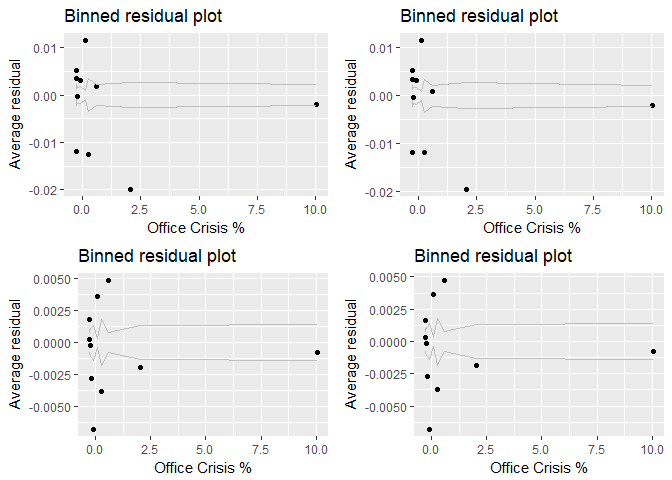 Binned residual plot
0.01
0.00
-0.01
-0.02
Average residual
0.0 2.5 5.0 7.5 10.0
Office Crisis %
Binned residual plot
0.01
0.00
-0.01
-0.02
Average residual
0.0 2.5 5.0 7.5 10.0
Office Crisis %
Binned residual plot
0.0050
0.0025
0.0000
-0.0025
-0.0050
Average residual
0.0 2.5 5.0 7.5 10.0
Office Crisis %
Binned residual plot
0.0050
0.0025
0.0000
-0.0025
-0.0050
Average residual
0.0 2.5 5.0 7.5 10.0
Office Crisis %